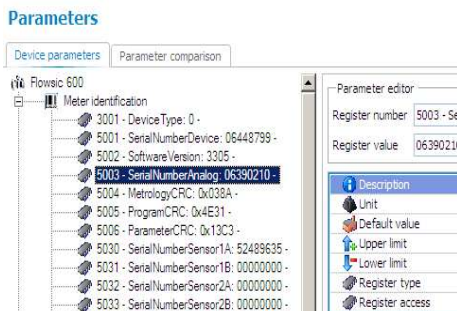 Parameters
Device parameters
Parameter comparison
Flowsic 600
Meter identification
3001 - DeviceType: 0 -
5001 - SerialNumberDevice: 06448799 -
5002 - SoftwareVersion: 3305 -
5003 - SerialNumberAnalog: 06390210 -
5004 - MetrologyCRC: 0x038A -
5005 - ProgramCRC: 0x4E31 -
5006 - ParameterCRC: 0x13C3 -
5030 - SerialNumberSensor1A: 52489635 -
5031 - SerialNumberSensor1B: 00000000 -
5032 - SerialNumberSensor2A: 00000000 -
5033 - SerialNumberSensor2B: 00000000 -
Parameter editor
Register number 5003 - Se
Register value 06390210
Description
Unit
Default value
Upper limit
Lower limit
Register type
Register access